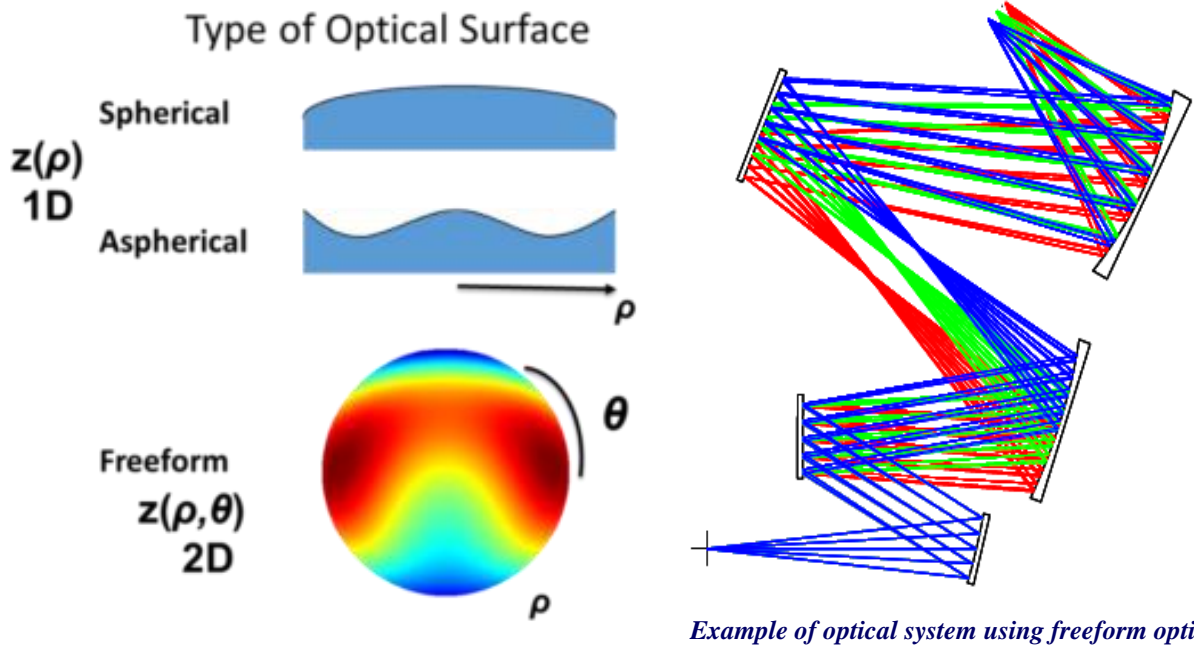 Type of Optical Surface
Spherical
z(ρ)
1D
Aspherical
ρ
θ
Freeform
z(ρ,θ)
2D
ρ
Example of optical system using freeform opti